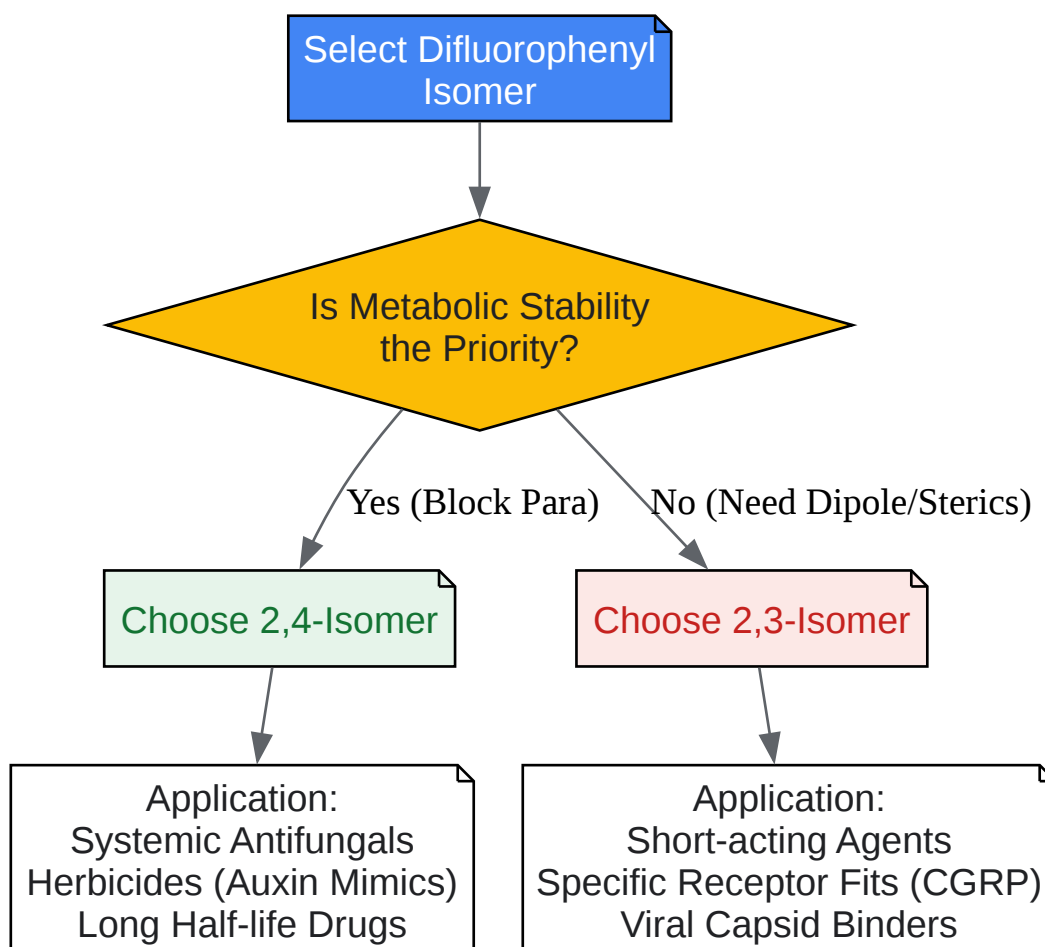 Select Difluorophenyl
Isomer
Is Metabolic Stability
the Priority?
Yes (Block Para)
No (Need Dipole/Sterics)
Choose 2,4-Isomer
Choose 2,3-Isomer
Application:
Systemic Antifungals
Herbicides (Auxin Mimics)
Long Half-life Drugs
Application:
Short-acting Agents
Specific Receptor Fits (CGRP)
Viral Capsid Binders